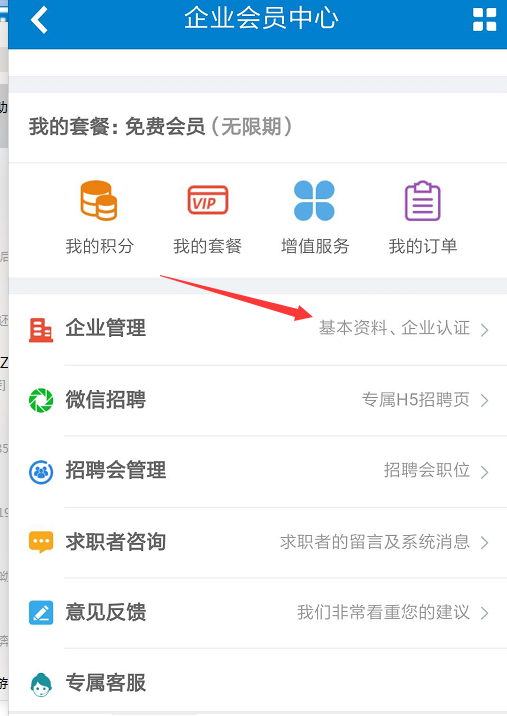 企业会员中心
我的套餐：免费会员（无限期）
VIP
我的积分 我的套餐 增值服务 我的订单
企业管理 基本资料、企业认证
微信招聘 专属H5招聘页
招聘会管理 招聘会职位
求职者咨询 求职者的留言及系统消息
意见反馈 我们非常看重您的建议
专属客服